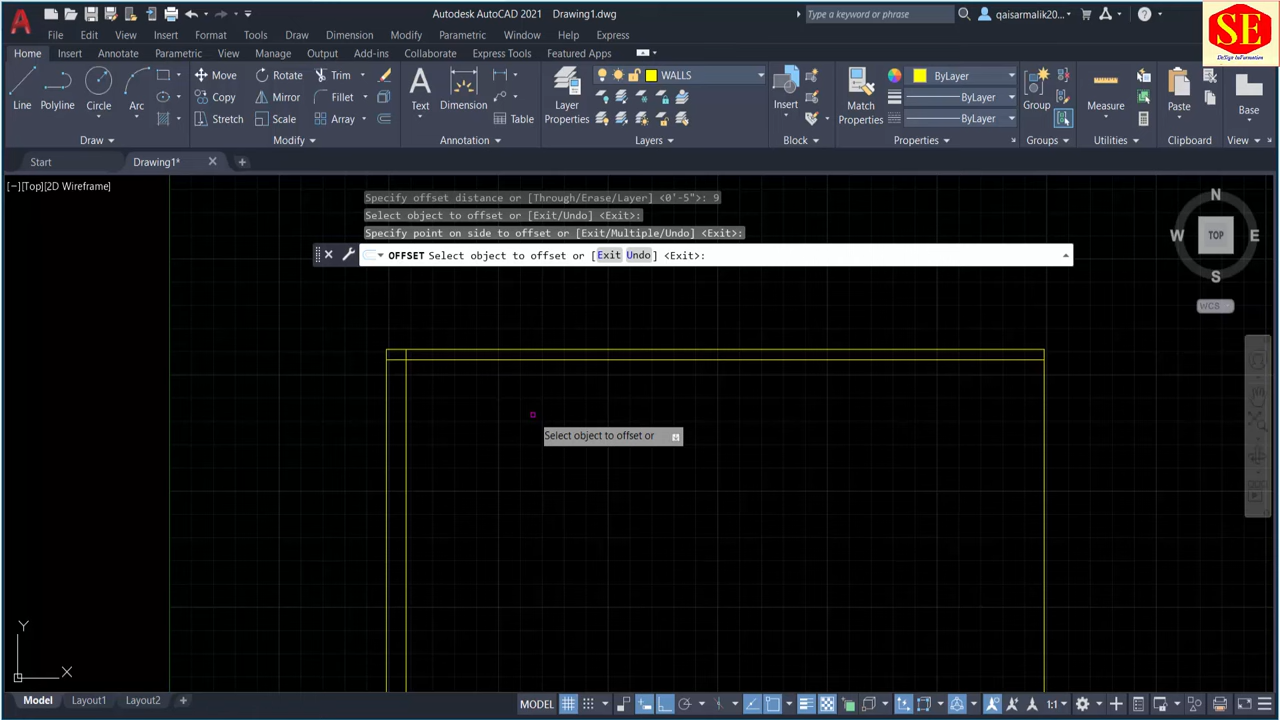 Autodesk AutoCAD 2021 Drawing1.dwg
Type a keyword or phrase
qaisarmalik20...
SE
DeSign InFormation
File Edit View Insert Format Tools Draw Dimension Modify Parametric Window Help Express
Home Insert Annotate Parametric View Manage Output Add-ins Collaborate Express Tools Featured Apps
Line
Polyline
Circle
Arc
Draw
Move
Rotate
Trim
Copy
Mirror
Fillet
Stretch
Scale
Array
Modify
Text
Dimension
Table
Annotation
Layer
Properties
WALLS
Layers
Insert
Block
Match
Properties
ByLayer
ByLayer
ByLayer
Properties
Group
Groups
Measure
Utilities
Paste
Clipboard
Base
View
Start
Drawing1*
[−][Top][2D Wireframe]
Specify offset distance or [Through/Erase/Layer] <0'-5">: 9
Select object to offset or [Exit/Undo] <Exit>:
Specify point on side to offset or [Exit/Multiple/Undo] <Exit>:
OFFSET Select object to offset or [Exit Undo] <Exit>:
N
W
TOP
E
S
WCS
Select object to offset or
Y
X
Model
Layout1
Layout2
MODEL
1:1